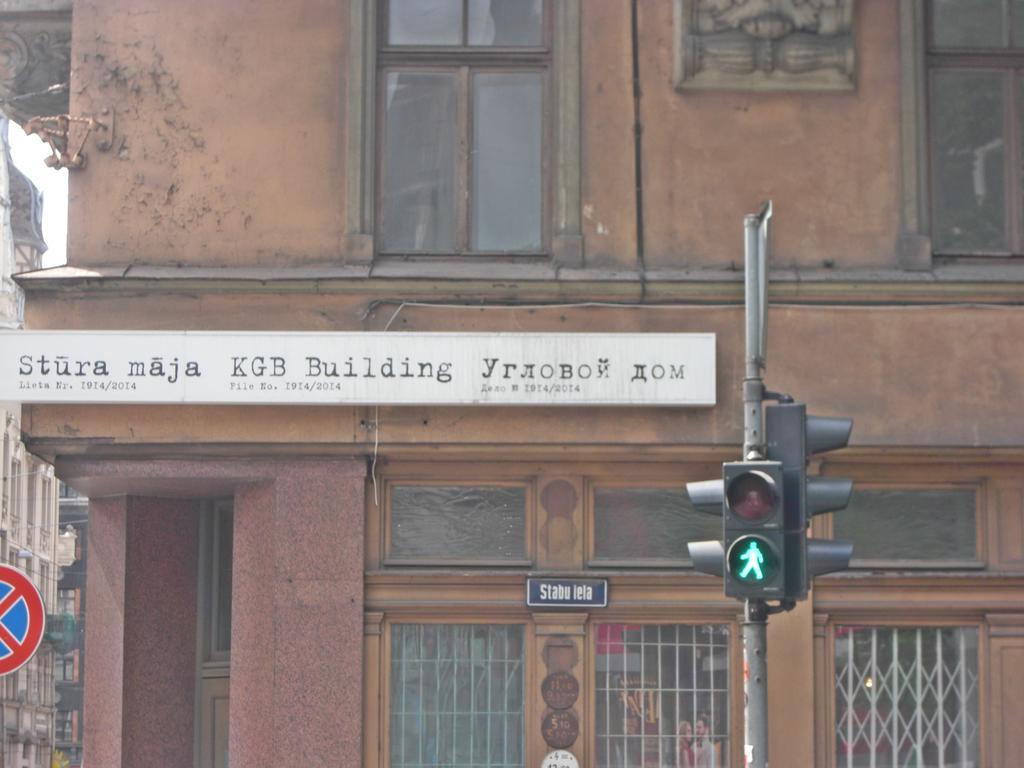 Stūra māja KGB Building Угловой дом
Lieta Nr. 1914/2014 File No. 1914/2014 Дело № 1914/2014
Stabu iela